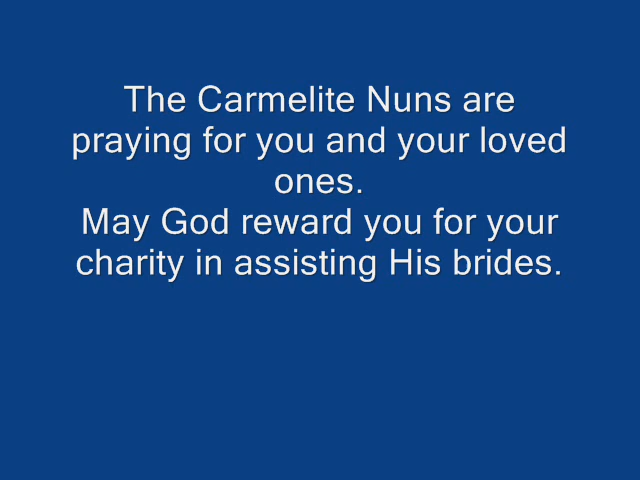 The Carmelite Nuns are
praying for you and your loved
ones.
May God reward you for your
charity in assisting His brides.